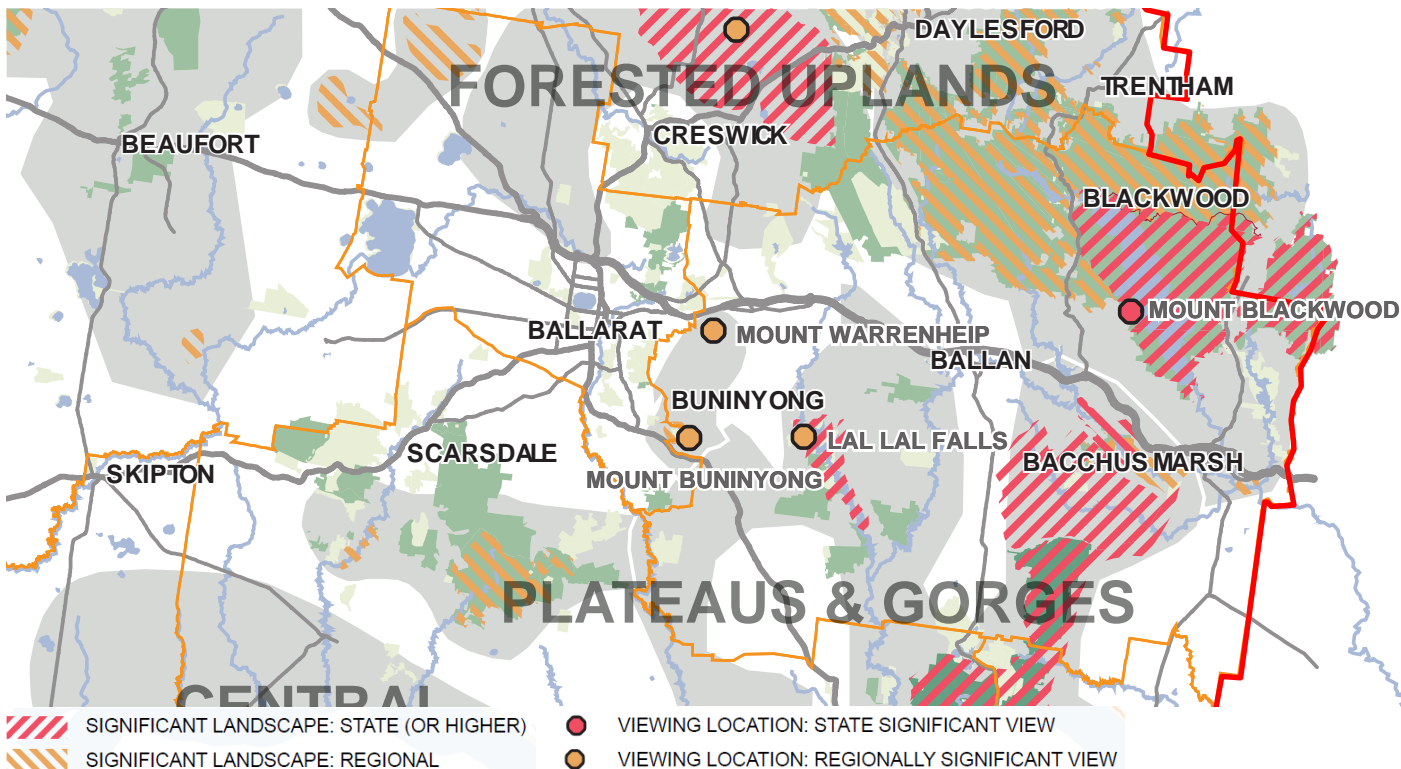 DAYLESFORD
FORESTED UPLANDS
TRENTHAM
BEAUFORT
CRESWICK
BLACKWOOD
MOUNT BLACKWOOD
BALLARAT
MOUNT WARRENHEIP
BALLAN
BUNINYONG
LAL LAL FALLS
SCARSDALE
BACCHUS MARSH
SKIPTON
MOUNT BUNINYONG
PLATEAUS & GORGES
CENTRAL
SIGNIFICANT LANDSCAPE: STATE (OR HIGHER)
VIEWING LOCATION: STATE SIGNIFICANT VIEW
SIGNIFICANT LANDSCAPE: REGIONAL
VIEWING LOCATION: REGIONALLY SIGNIFICANT VIEW